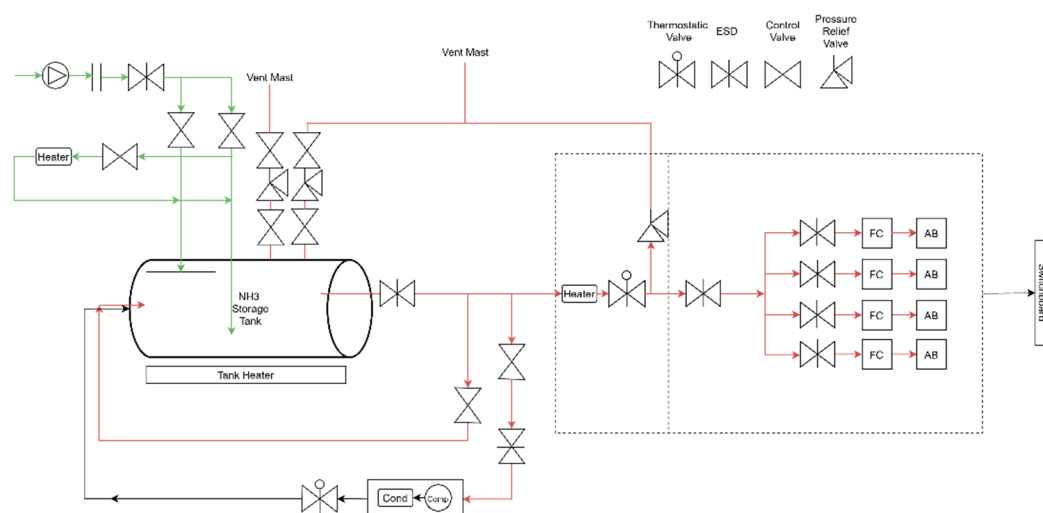 Thermostatic
Valve
ESD
Control
Valve
Pressure
Relief
Valve
Vent Mast
Vent Mast
Heater
NH3
Storage
Tank
Tank Heater
Heater
FC
AB
FC
AB
FC
AB
FC
AB
Cond
Comp